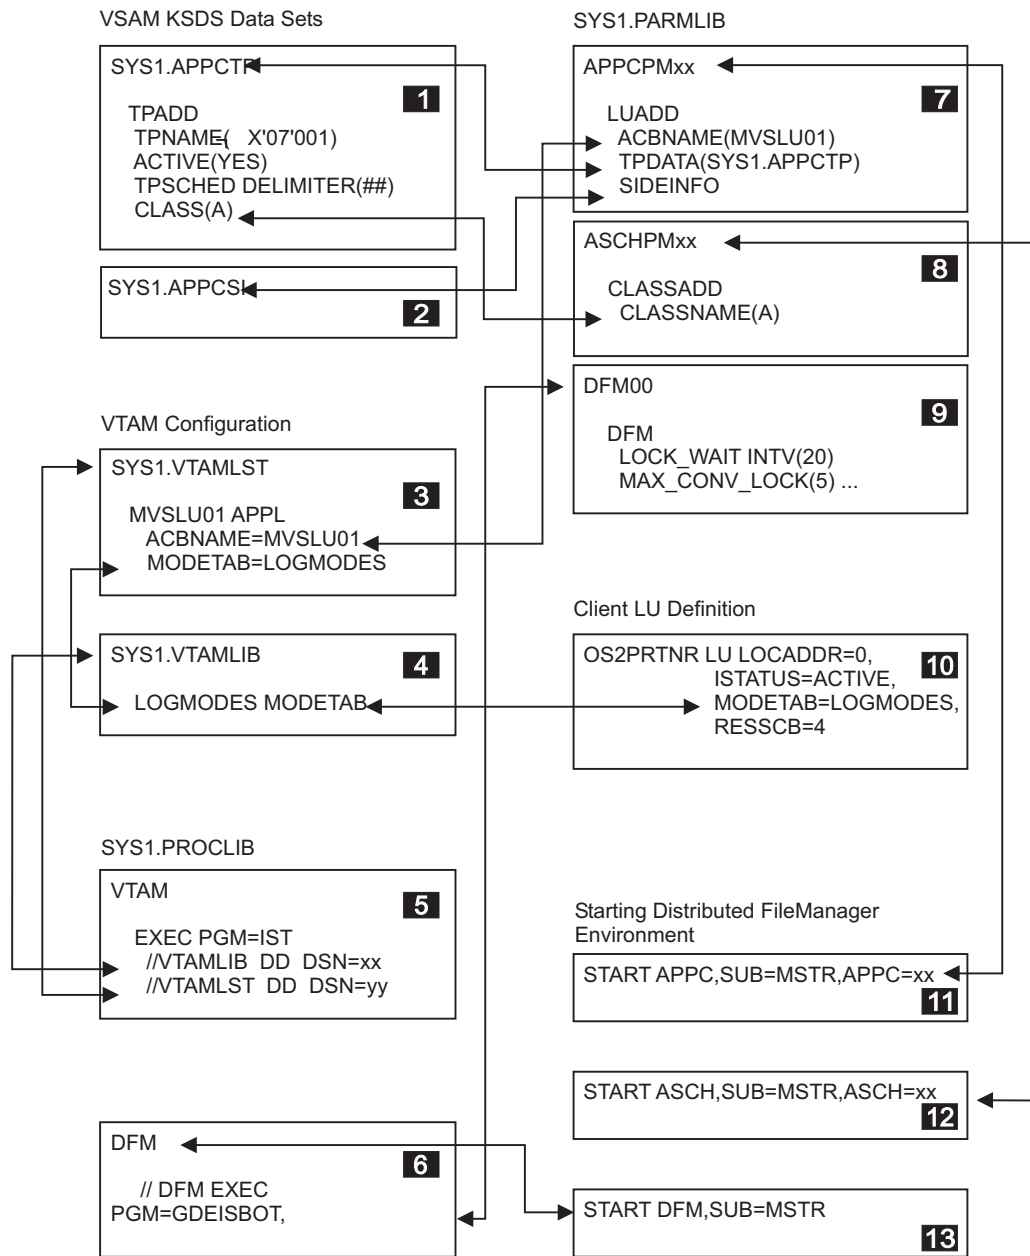 VSAM KSDS Data Sets
SYS1.APPCTP
1
TPADD
TPNAME(¬ X'07'001)
ACTIVE(YES)
TPSCHED DELIMITER(##)
CLASS(A)
SYS1.APPCSI
2
VTAM Configuration
SYS1.VTAMLST
3
MVSLU01 APPL
ACBNAME=MVSLU01
MODETAB=LOGMODES
SYS1.VTAMLIB
4
LOGMODES MODETAB
SYS1.PROCLIB
VTAM
5
EXEC PGM=IST
//VTAMLIB DD DSN=xx
//VTAMLST DD DSN=yy
DFM
6
// DFM EXEC
PGM=GDEISBOT,
SYS1.PARMLIB
APPCPMxx
7
LUADD
ACBNAME(MVSLU01)
TPDATA(SYS1.APPCTP)
SIDEINFO
ASCHPMxx
8
CLASSADD
CLASSNAME(A)
DFM00
9
DFM
LOCK_WAIT INTV(20)
MAX_CONV_LOCK(5) ...
Client LU Definition
OS2PRTNR LU LOCADDR=0,
10
ISTATUS=ACTIVE,
MODETAB=LOGMODES,
RESSCB=4
Starting Distributed FileManager
Environment
START APPC,SUB=MSTR,APPC=xx
11
START ASCH,SUB=MSTR,ASCH=xx
12
START DFM,SUB=MSTR
13